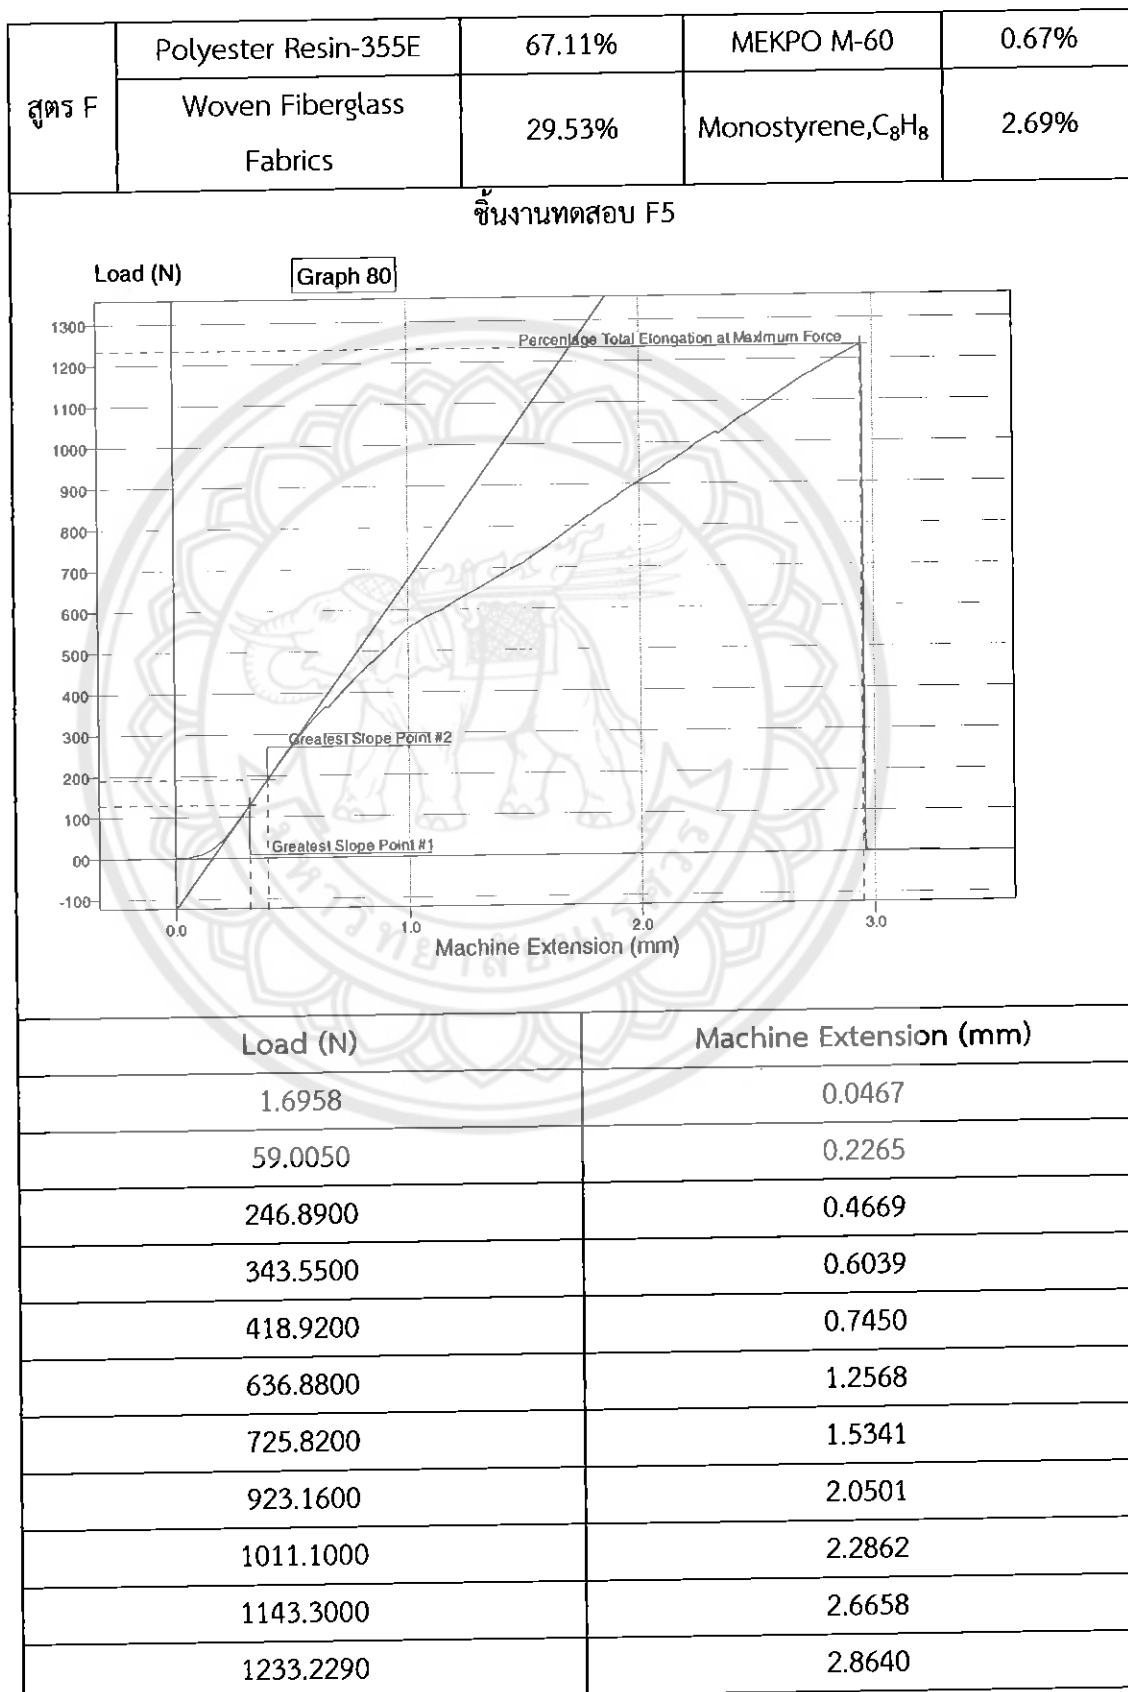 สูตร F
Polyester Resin-355E 67.11% MEKPO M-60 0.67%
Woven Fiberglass
Fabrics
29.53% Monostyrene,C₈H₈ 2.69%
ชิ้นงานทดสอบ F5
Load (N) Graph 80
Percentage Total Elongation at Maximum Force
1300
1200
1100
1000
900
800
700
600
500
400
300
200
100
00
-100
Greatest Slope Point #2
Greatest Slope Point #1
0.0 1.0 2.0 3.0
Machine Extension (mm)
Load (N) Machine Extension (mm)
1.6958 0.0467
59.0050 0.2265
246.8900 0.4669
343.5500 0.6039
418.9200 0.7450
636.8800 1.2568
725.8200 1.5341
923.1600 2.0501
1011.1000 2.2862
1143.3000 2.6658
1233.2290 2.8640